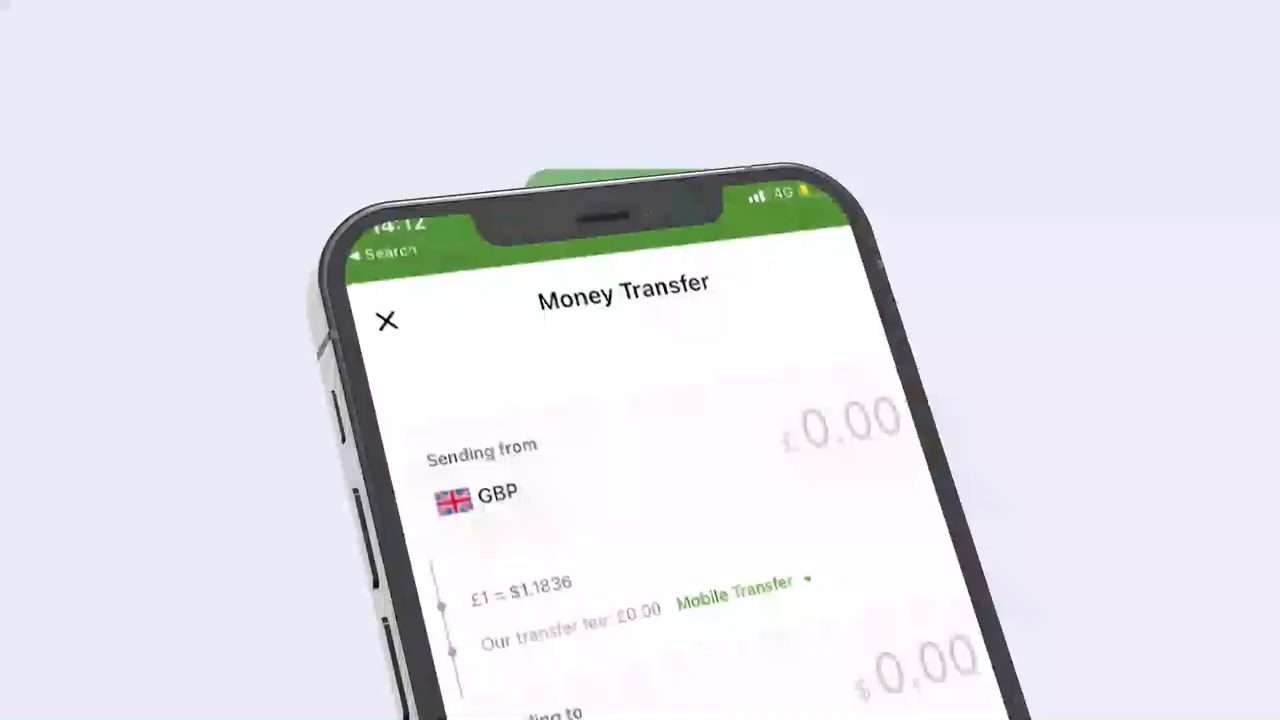 14:12
4G
◀ Search
Money Transfer
£0.00
Sending from
GBP
£1 = $1.1836
Our transfer fee: £0.00 Mobile Transfer ▾
$0.00